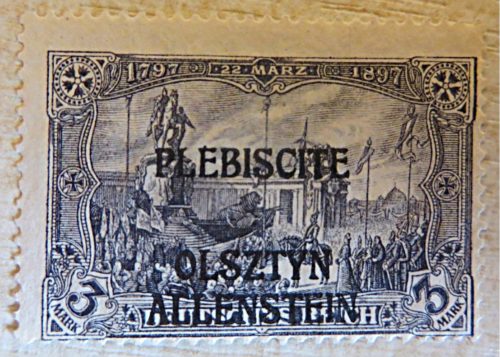 1797 22. MÄRZ. 1897
PLEBISCITE
OLSZTYN
ALLENSTEIN
3 MARK
3 MARK